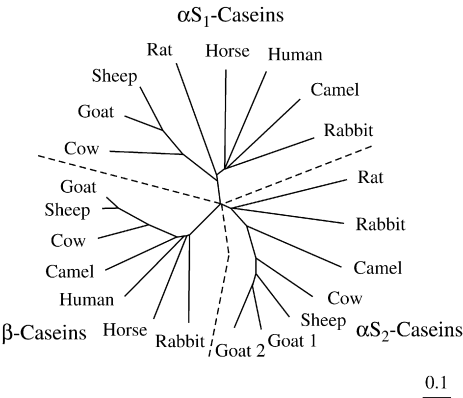 αS₁-Caseins
Rat
Horse
Human
Sheep
Camel
Goat
Rabbit
Cow
Rat
Goat
Sheep
Rabbit
Cow
Camel
Camel
Human
Cow
Horse
Sheep
β-Caseins
αS₂-Caseins
Rabbit
Goat 2
Goat 1
0.1